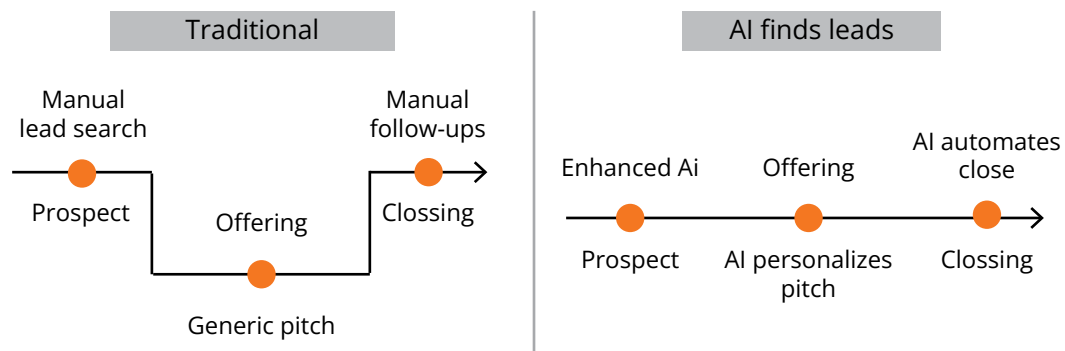 Traditional
Manual
lead search
Prospect
Offering
Generic pitch
Manual
follow-ups
Clossing
AI finds leads
Enhanced Ai
Prospect
Offering
AI personalizes
pitch
AI automates
close
Clossing